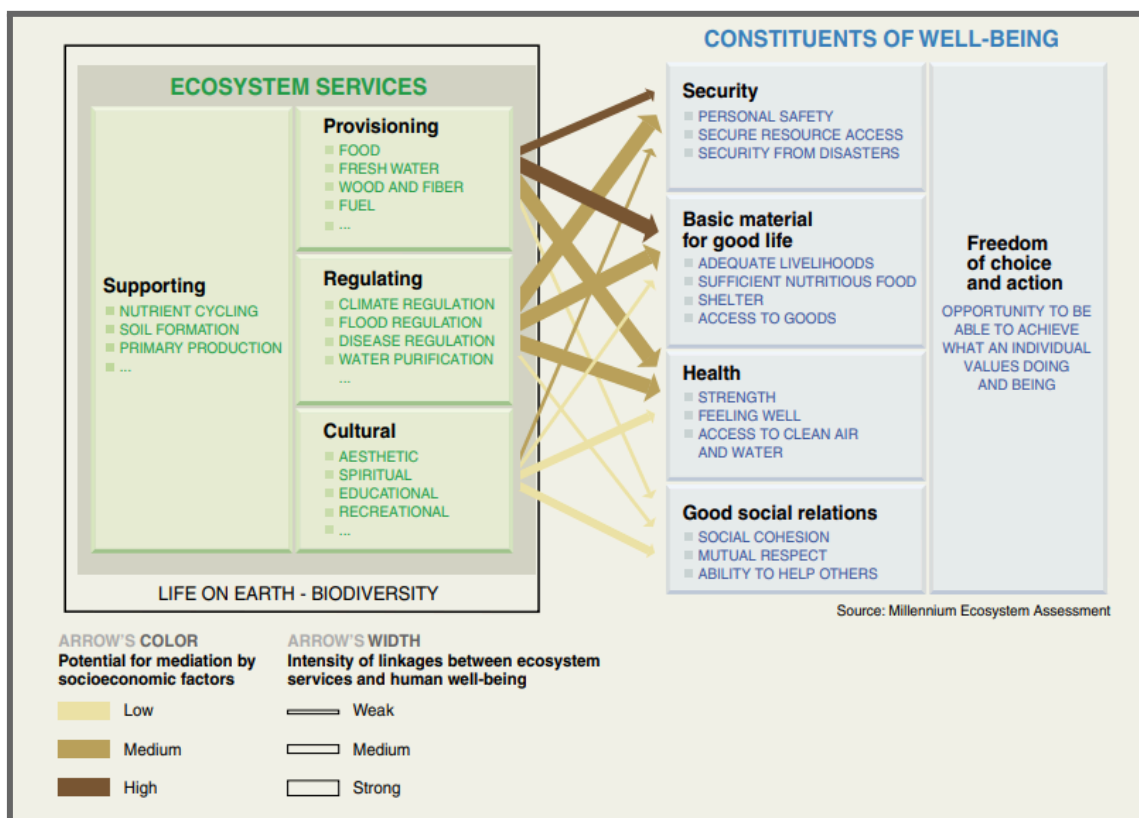 CONSTITUENTS OF WELL-BEING
ECOSYSTEM SERVICES
Provisioning
FOOD
FRESH WATER
WOOD AND FIBER
FUEL
...
Supporting
NUTRIENT CYCLING
SOIL FORMATION
PRIMARY PRODUCTION
...
Regulating
CLIMATE REGULATION
FLOOD REGULATION
DISEASE REGULATION
WATER PURIFICATION
...
Cultural
AESTHETIC
SPIRITUAL
EDUCATIONAL
RECREATIONAL
...
LIFE ON EARTH - BIODIVERSITY
Security
PERSONAL SAFETY
SECURE RESOURCE ACCESS
SECURITY FROM DISASTERS
Basic material
for good life
ADEQUATE LIVELIHOODS
SUFFICIENT NUTRITIOUS FOOD
SHELTER
ACCESS TO GOODS
Health
STRENGTH
FEELING WELL
ACCESS TO CLEAN AIR
AND WATER
Good social relations
SOCIAL COHESION
MUTUAL RESPECT
ABILITY TO HELP OTHERS
Freedom
of choice
and action
OPPORTUNITY TO BE
ABLE TO ACHIEVE
WHAT AN INDIVIDUAL
VALUES DOING
AND BEING
Source: Millennium Ecosystem Assessment
ARROW'S COLOR
Potential for mediation by
socioeconomic factors
Low
Medium
High
ARROW'S WIDTH
Intensity of linkages between ecosystem
services and human well-being
Weak
Medium
Strong